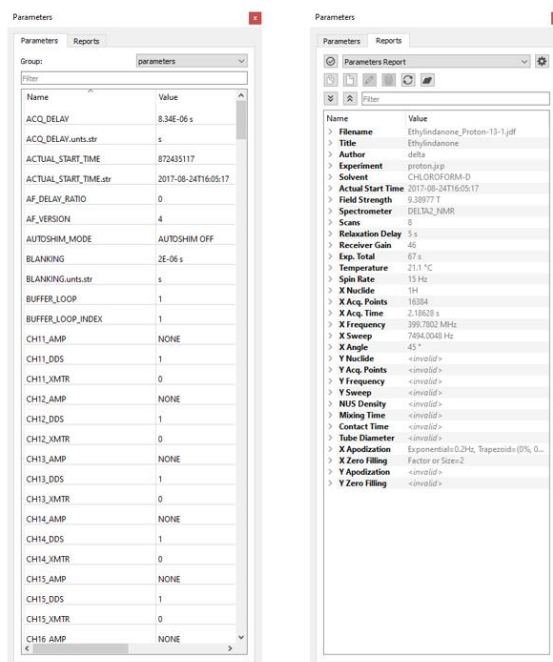 Parameters
x
Parameters Reports
Group: parameters
Filter
Name Value
ACQ_DELAY 8.34E-06 s
ACQ_DELAY.unts.str s
ACTUAL_START_TIME 872435117
ACTUAL_START_TIME.str 2017-08-24T16:05:17
AF_DELAY_RATIO 0
AF_VERSION 4
AUTOSHIM_MODE AUTOSHIM OFF
BLANKING 2E-06 s
BLANKING.unts.str s
BUFFER_LOOP 1
BUFFER_LOOP_INDEX 1
CH11_AMP NONE
CH11_DDS 1
CH11_XMTR 0
CH12_AMP NONE
CH12_DDS 1
CH12_XMTR 0
CH13_AMP NONE
CH13_DDS 1
CH13_XMTR 0
CH14_AMP NONE
CH14_DDS 1
CH14_XMTR 0
CH15_AMP NONE
CH15_DDS 1
CH15_XMTR 0
CH16 AMP NONE
Parameters
Parameters Reports
Parameters Report
Filter
Name Value
Filename Ethylindanone_Proton-13-1.jdf
Title Ethylindanone
Author delta
Experiment proton.jxp
Solvent CHLOROFORM-D
Actual Start Time 2017-08-24T16:05:17
Field Strength 9.38977 T
Spectrometer DELTA2_NMR
Scans 8
Relaxation Delay 5 s
Receiver Gain 46
Exp. Total 67 s
Temperature 21.1 °C
Spin Rate 15 Hz
X Nuclide 1H
X Acq. Points 16384
X Acq. Time 2.18628 s
X Frequency 399.7802 MHz
X Sweep 7494.0048 Hz
X Angle 45 °
Y Nuclide <invalid>
Y Acq. Points <invalid>
Y Frequency <invalid>
Y Sweep <invalid>
NUS Density <invalid>
Mixing Time <invalid>
Contact Time <invalid>
Tube Diameter <invalid>
X Apodization Exponential=0.2Hz, Trapezoid=(0%, 0...
X Zero Filling Factor or Size=2
Y Apodization <invalid>
Y Zero Filling <invalid>